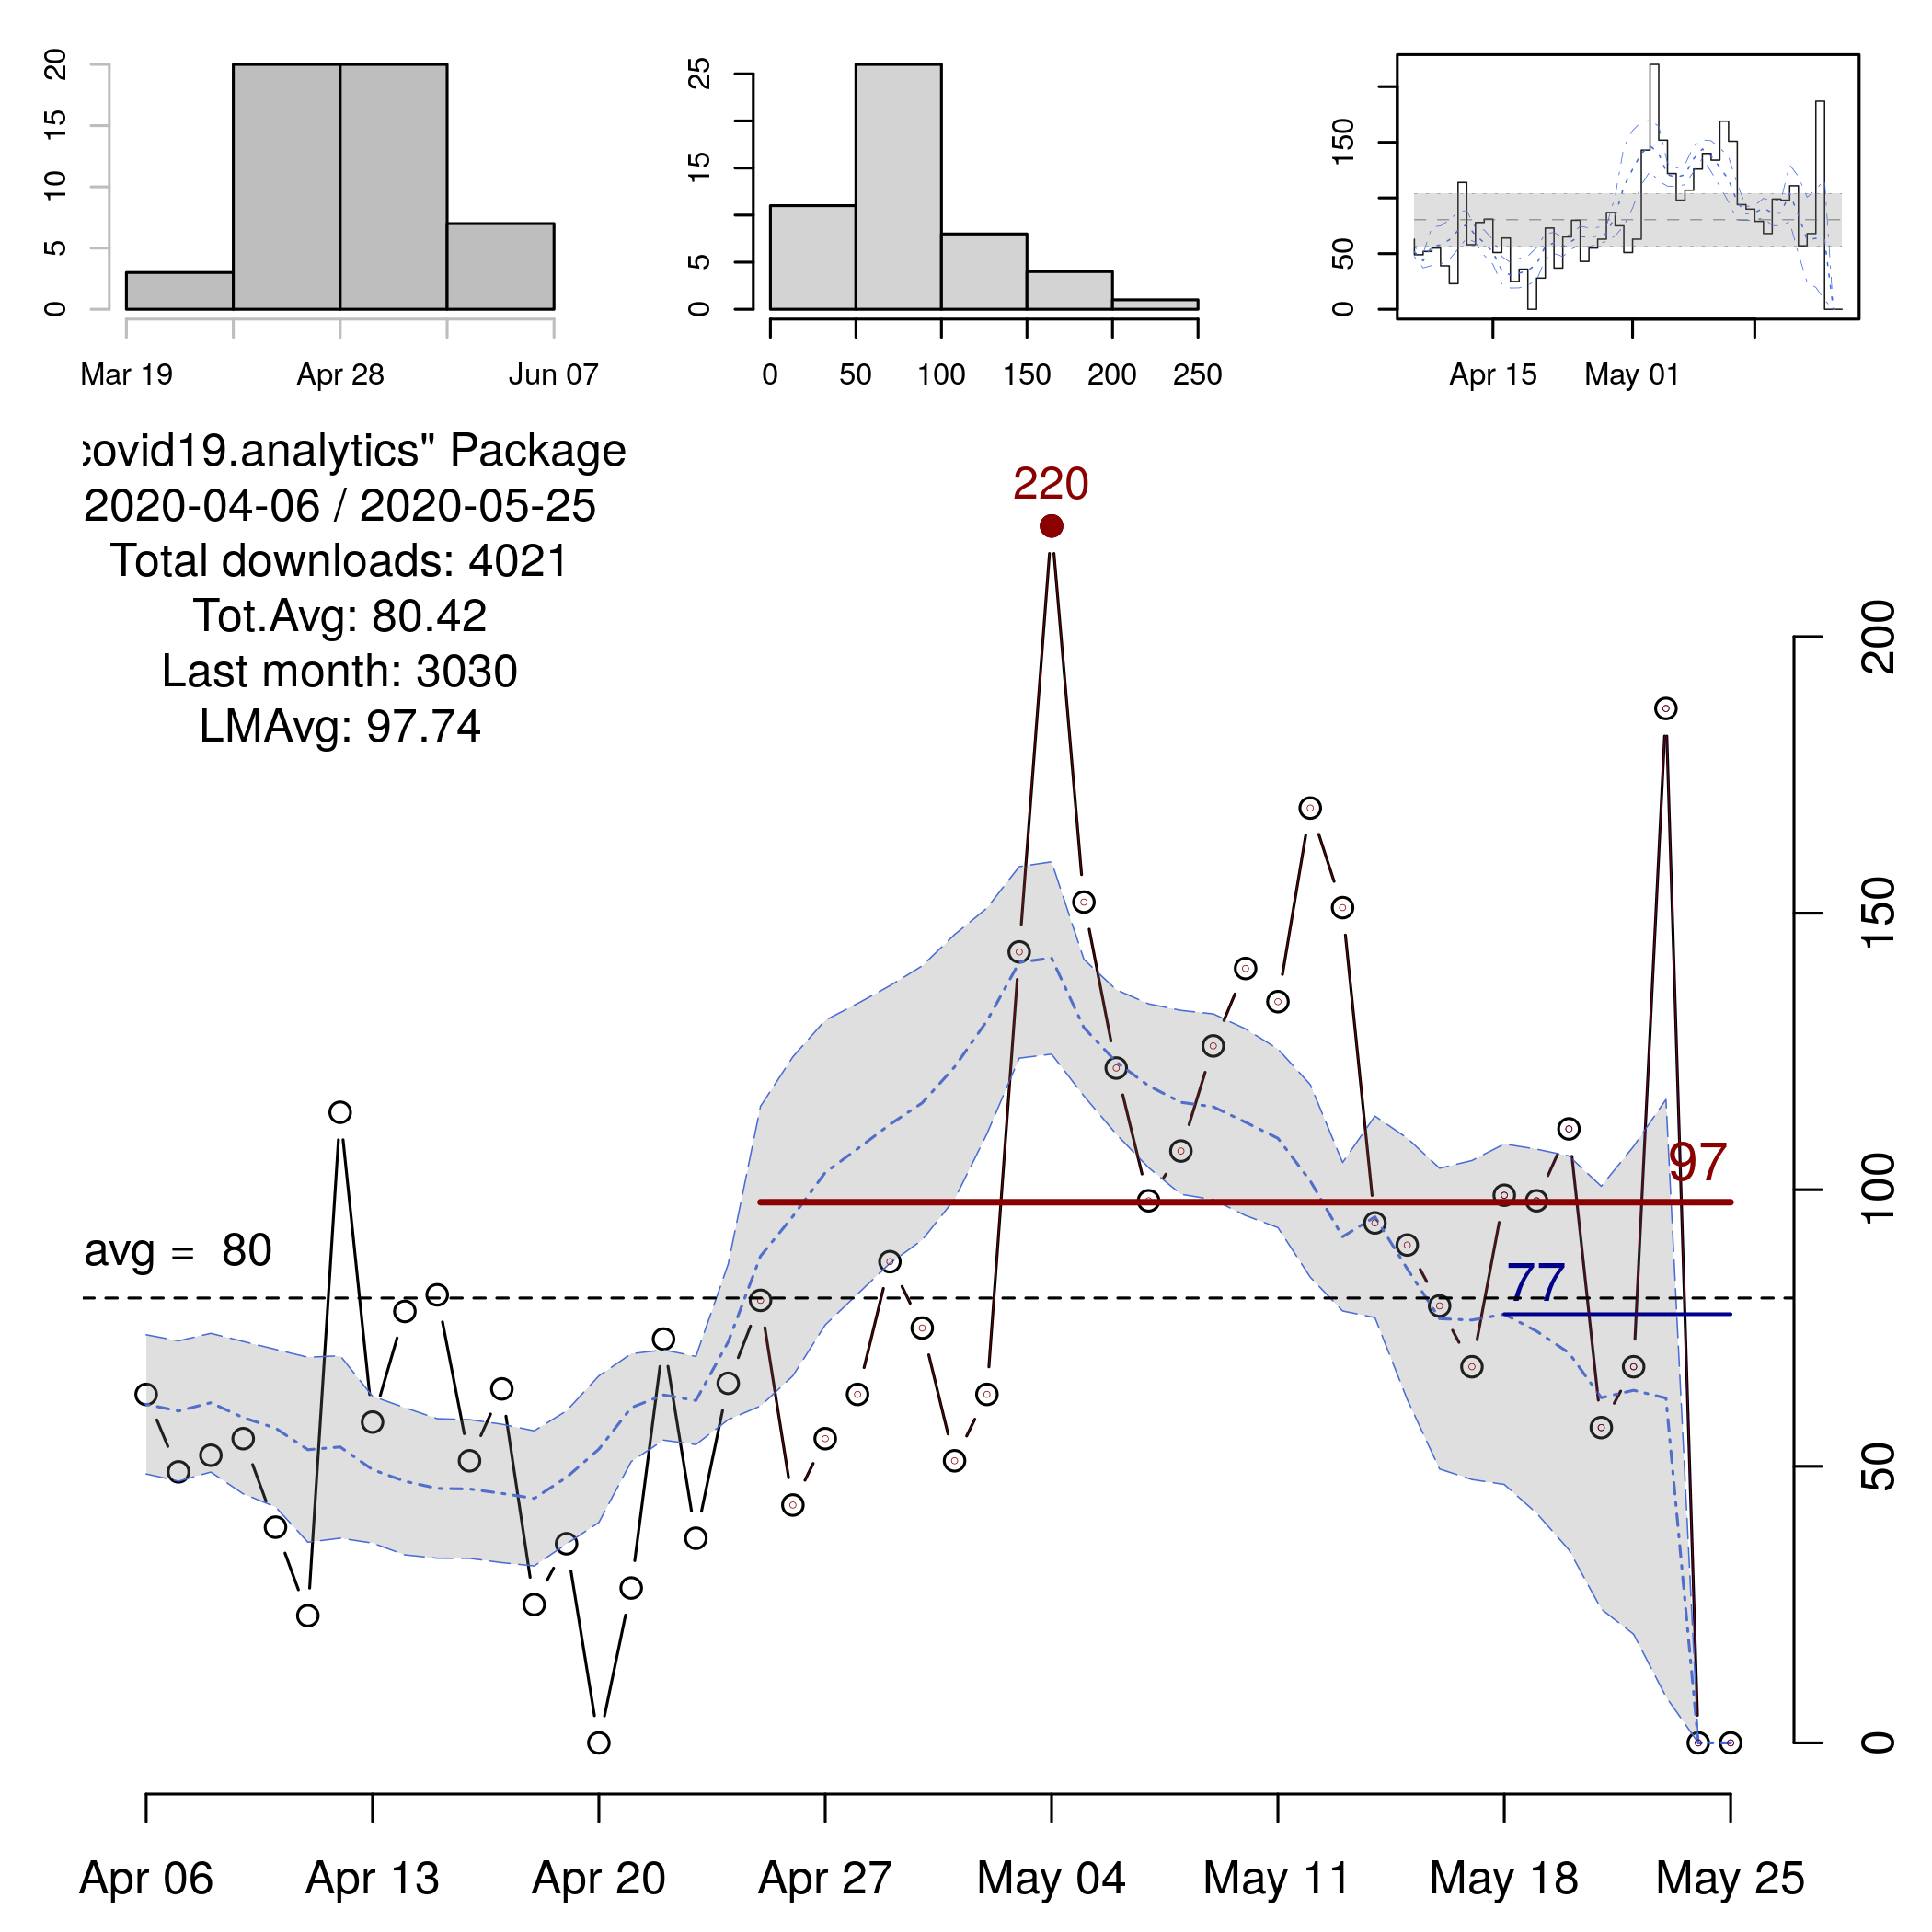 20
15
10
5
0
Mar 19 Apr 28 Jun 07
25
15
5
0
0 50 100 150 200 250
150
50
0
Apr 15 May 01
covid19.analytics" Package
2020-04-06 / 2020-05-25
Total downloads: 4021
Tot.Avg: 80.42
Last month: 3030
LMAvg: 97.74
220
97
avg = 80
77
200
150
100
50
0
Apr 06 Apr 13 Apr 20 Apr 27 May 04 May 11 May 18 May 25